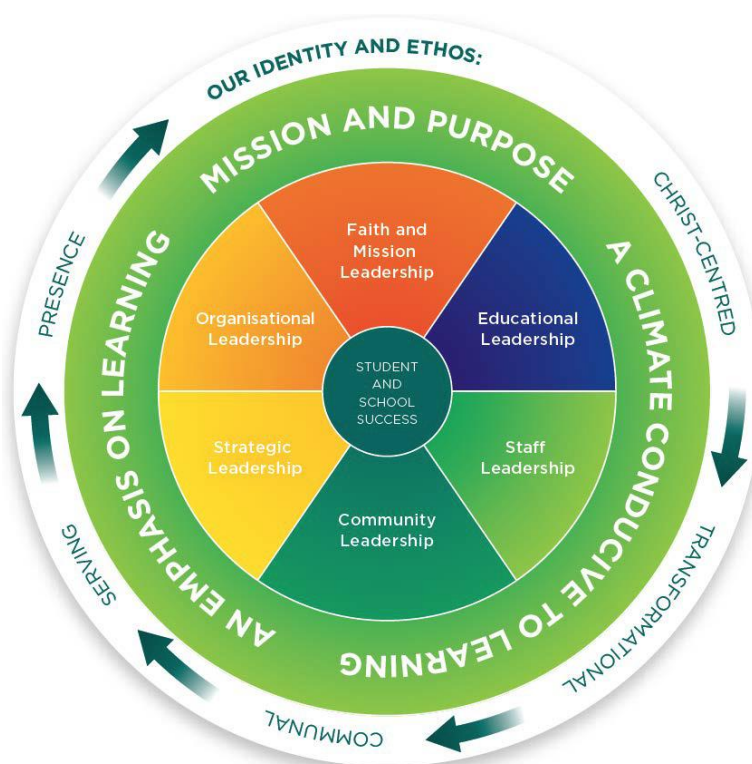 OUR IDENTITY AND ETHOS:
CHRIST-CENTRED
TRANSFORMATIONAL
COMMUNAL
SERVING
PRESENCE
MISSION AND PURPOSE
A CLIMATE CONDUCIVE TO LEARNING
AN EMPHASIS ON LEARNING
Faith and
Mission
Leadership
Educational
Leadership
Staff
Leadership
Community
Leadership
Strategic
Leadership
Organisational
Leadership
STUDENT
AND
SCHOOL
SUCCESS